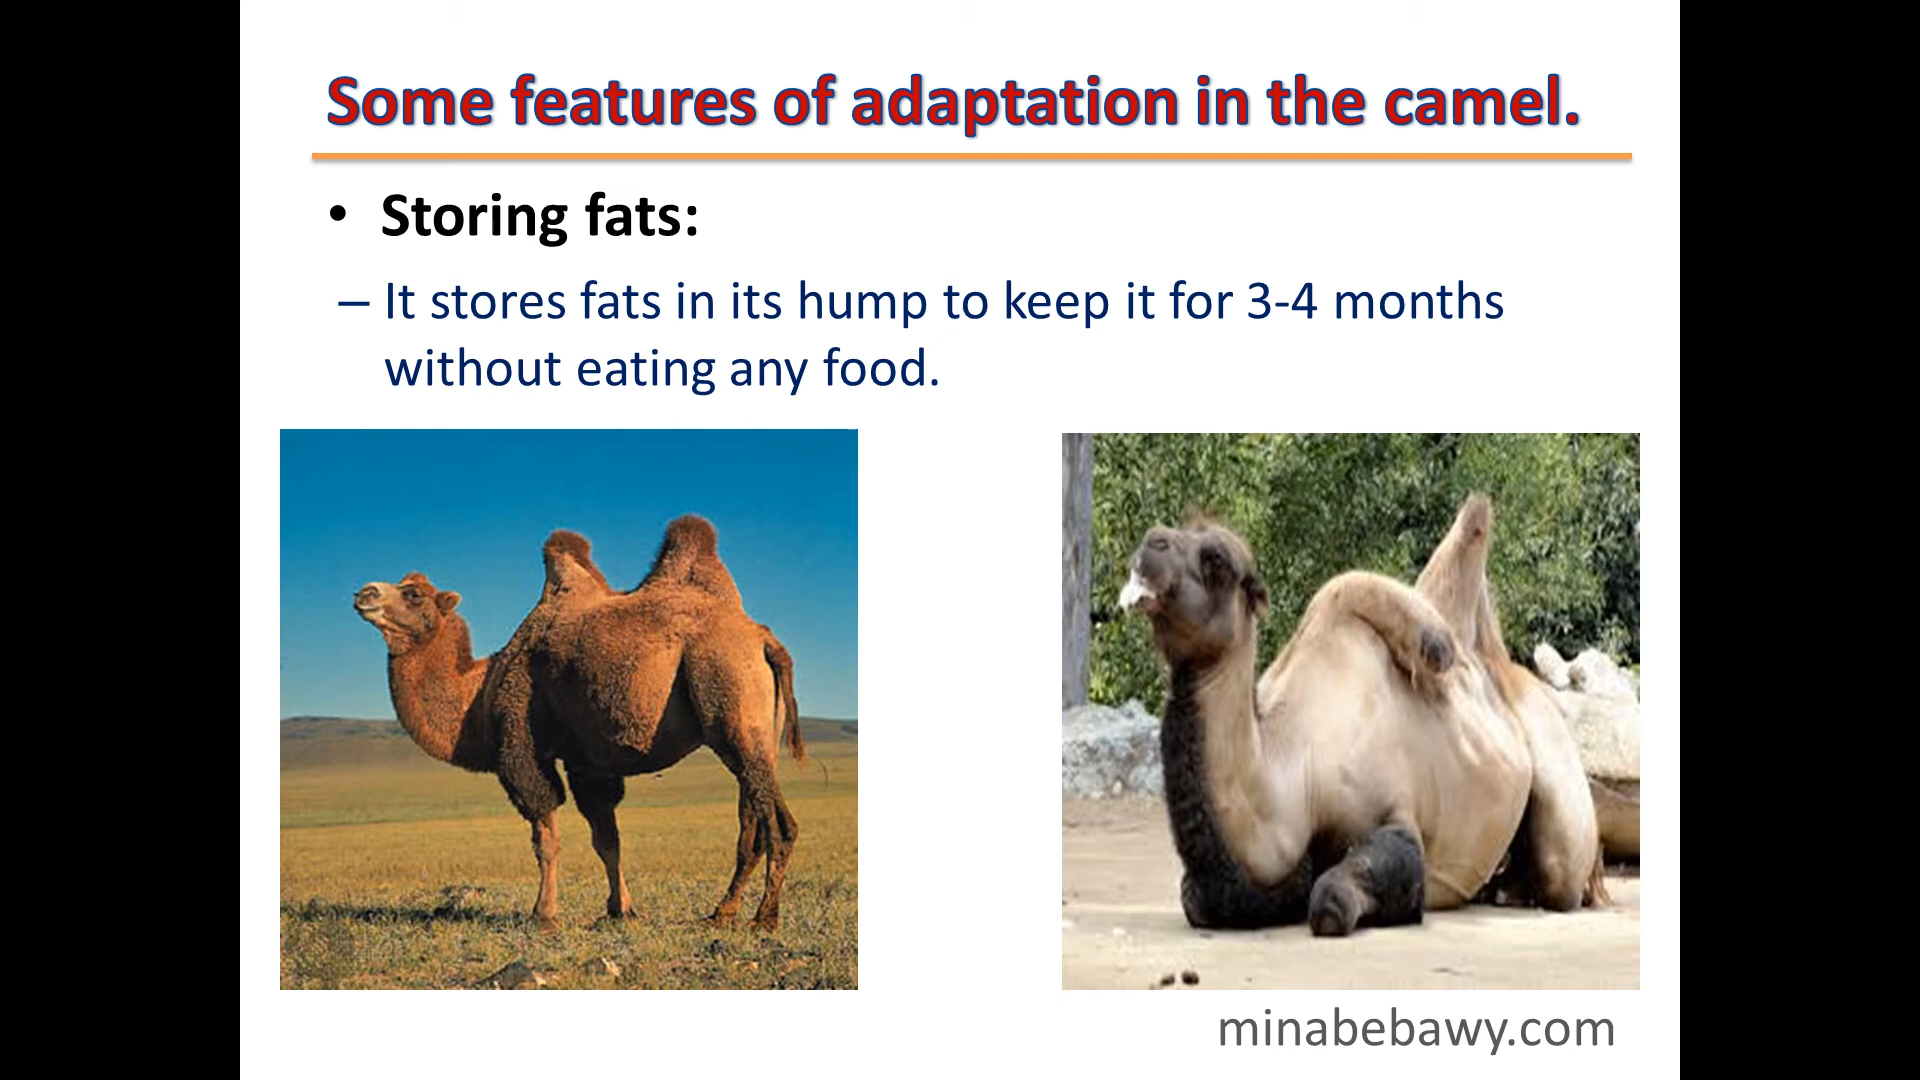 Some features of adaptation in the camel.
• Storing fats:
– It stores fats in its hump to keep it for 3-4 months
without eating any food.
minabebawy.com